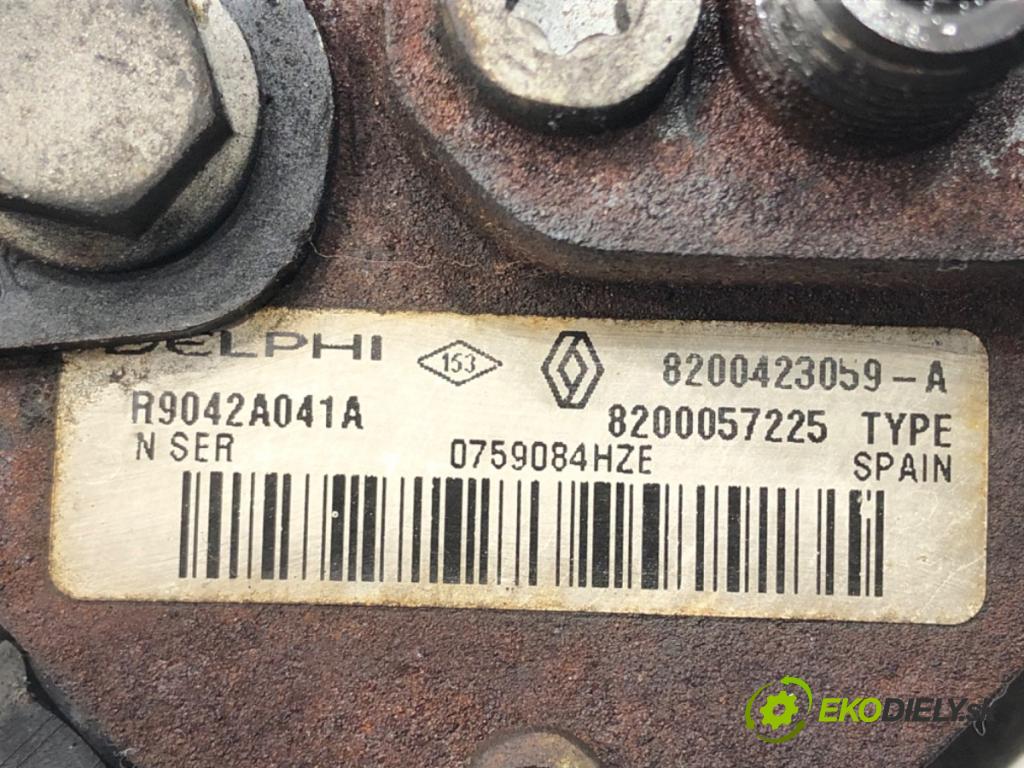 DELPHI
153
8200423059-A
R9042A041A
8200057225 TYPE
N SER
0759084HZE
SPAIN
EKODIELY.sk